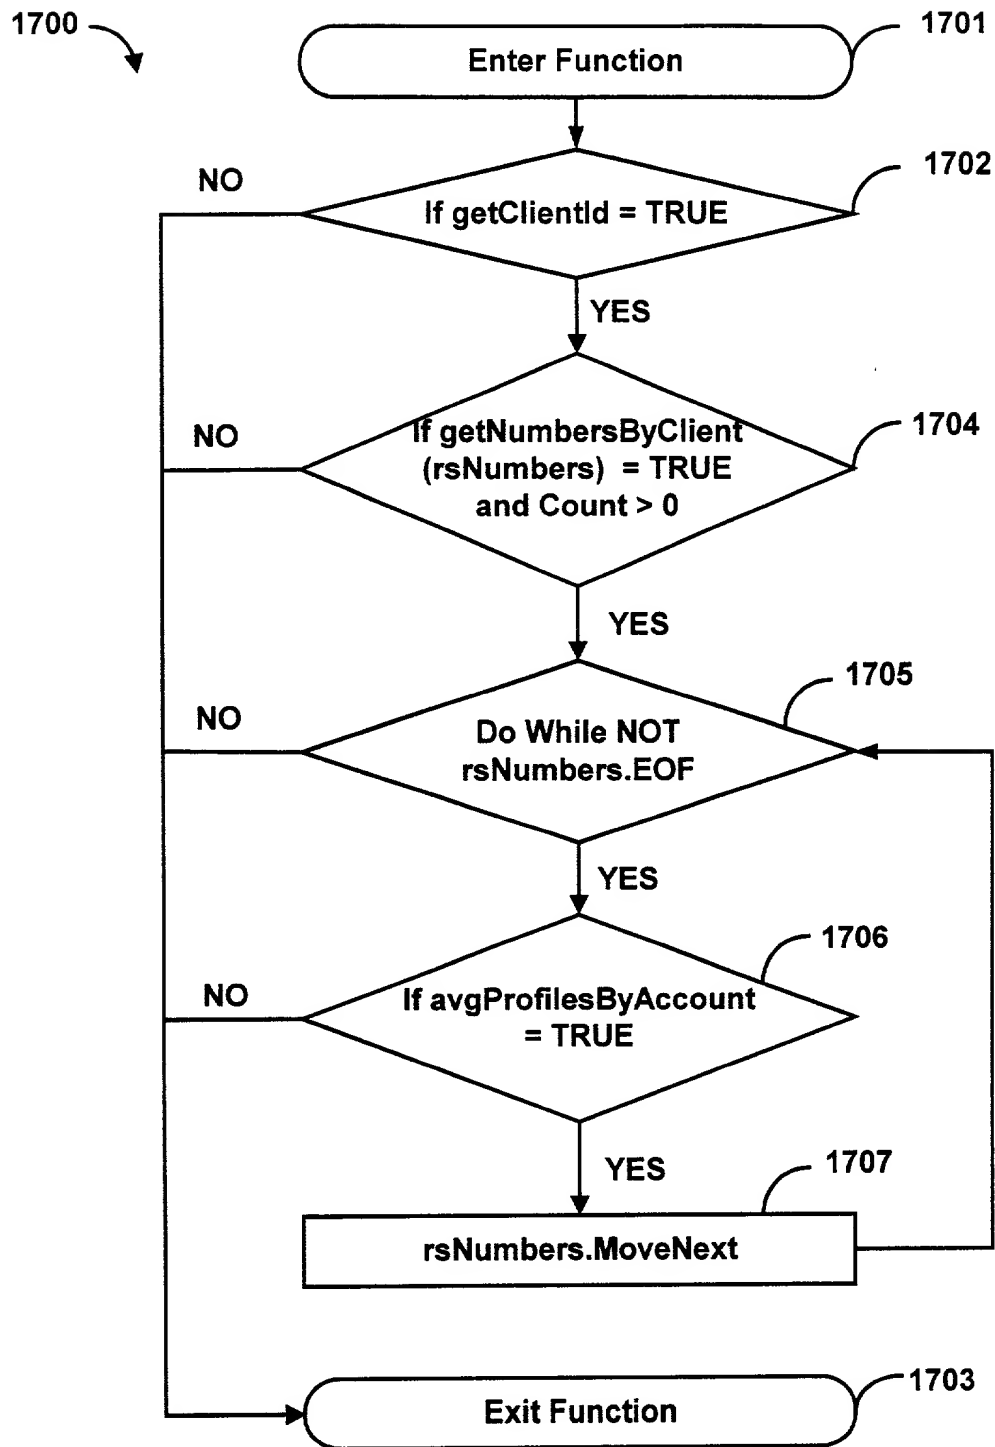 1700
1701
Enter Function
1702
NO
If getClientId = TRUE
YES
1704
NO
If getNumbersByClient
(rsNumbers) = TRUE
and Count > 0
YES
1705
NO
Do While NOT
rsNumbers.EOF
YES
1706
NO
If avgProfilesByAccount
= TRUE
YES
1707
rsNumbers.MoveNext
1703
Exit Function